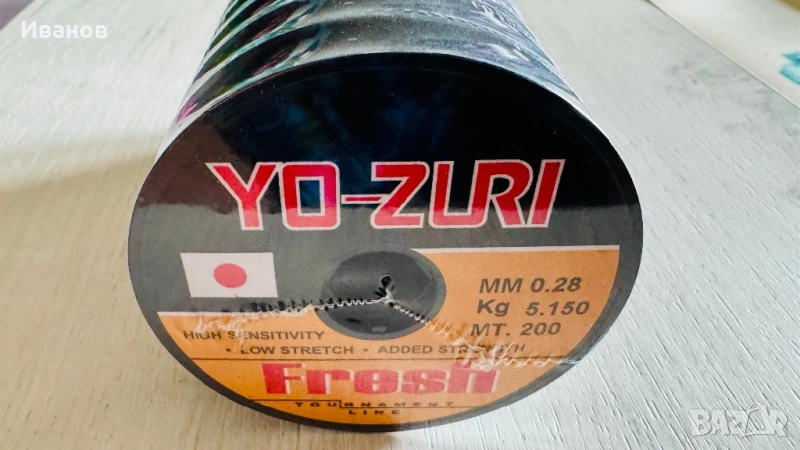 Иванов
YO-ZURI
MM 0.28
Kg 5.150
MT. 200
HIGH SENSITIVITY
• LOW STRETCH • ADDED
Fresh
TOURNAMENT
LINE
BAZAR